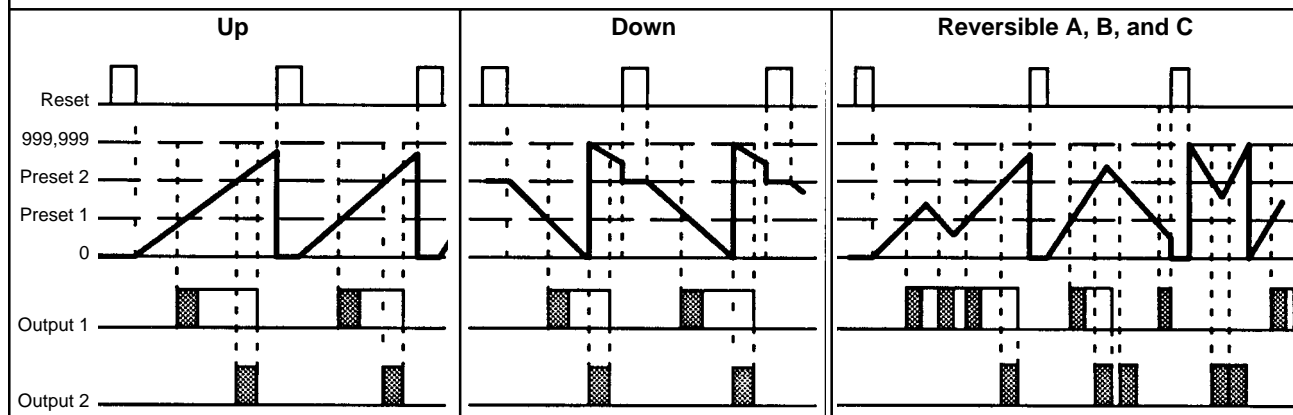 Up
Down
Reversible A, B, and C
Reset
999,999
Preset 2
Preset 1
0
Output 1
Output 2